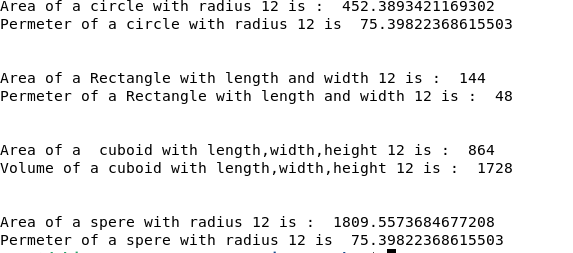 Area of a circle with radius 12 is :  452.3893421169302
Permeter of a circle with radius 12 is  75.39822368615503
Area of a Rectangle with length and width 12 is :  144
Permeter of a Rectangle with length and width 12 is :  48
Area of a  cuboid with length,width,height 12 is :  864
Volume of a cuboid with length,width,height 12 is :  1728
Area of a spere with radius 12 is :  1809.5573684677208
Permeter of a spere with radius 12 is  75.39822368615503